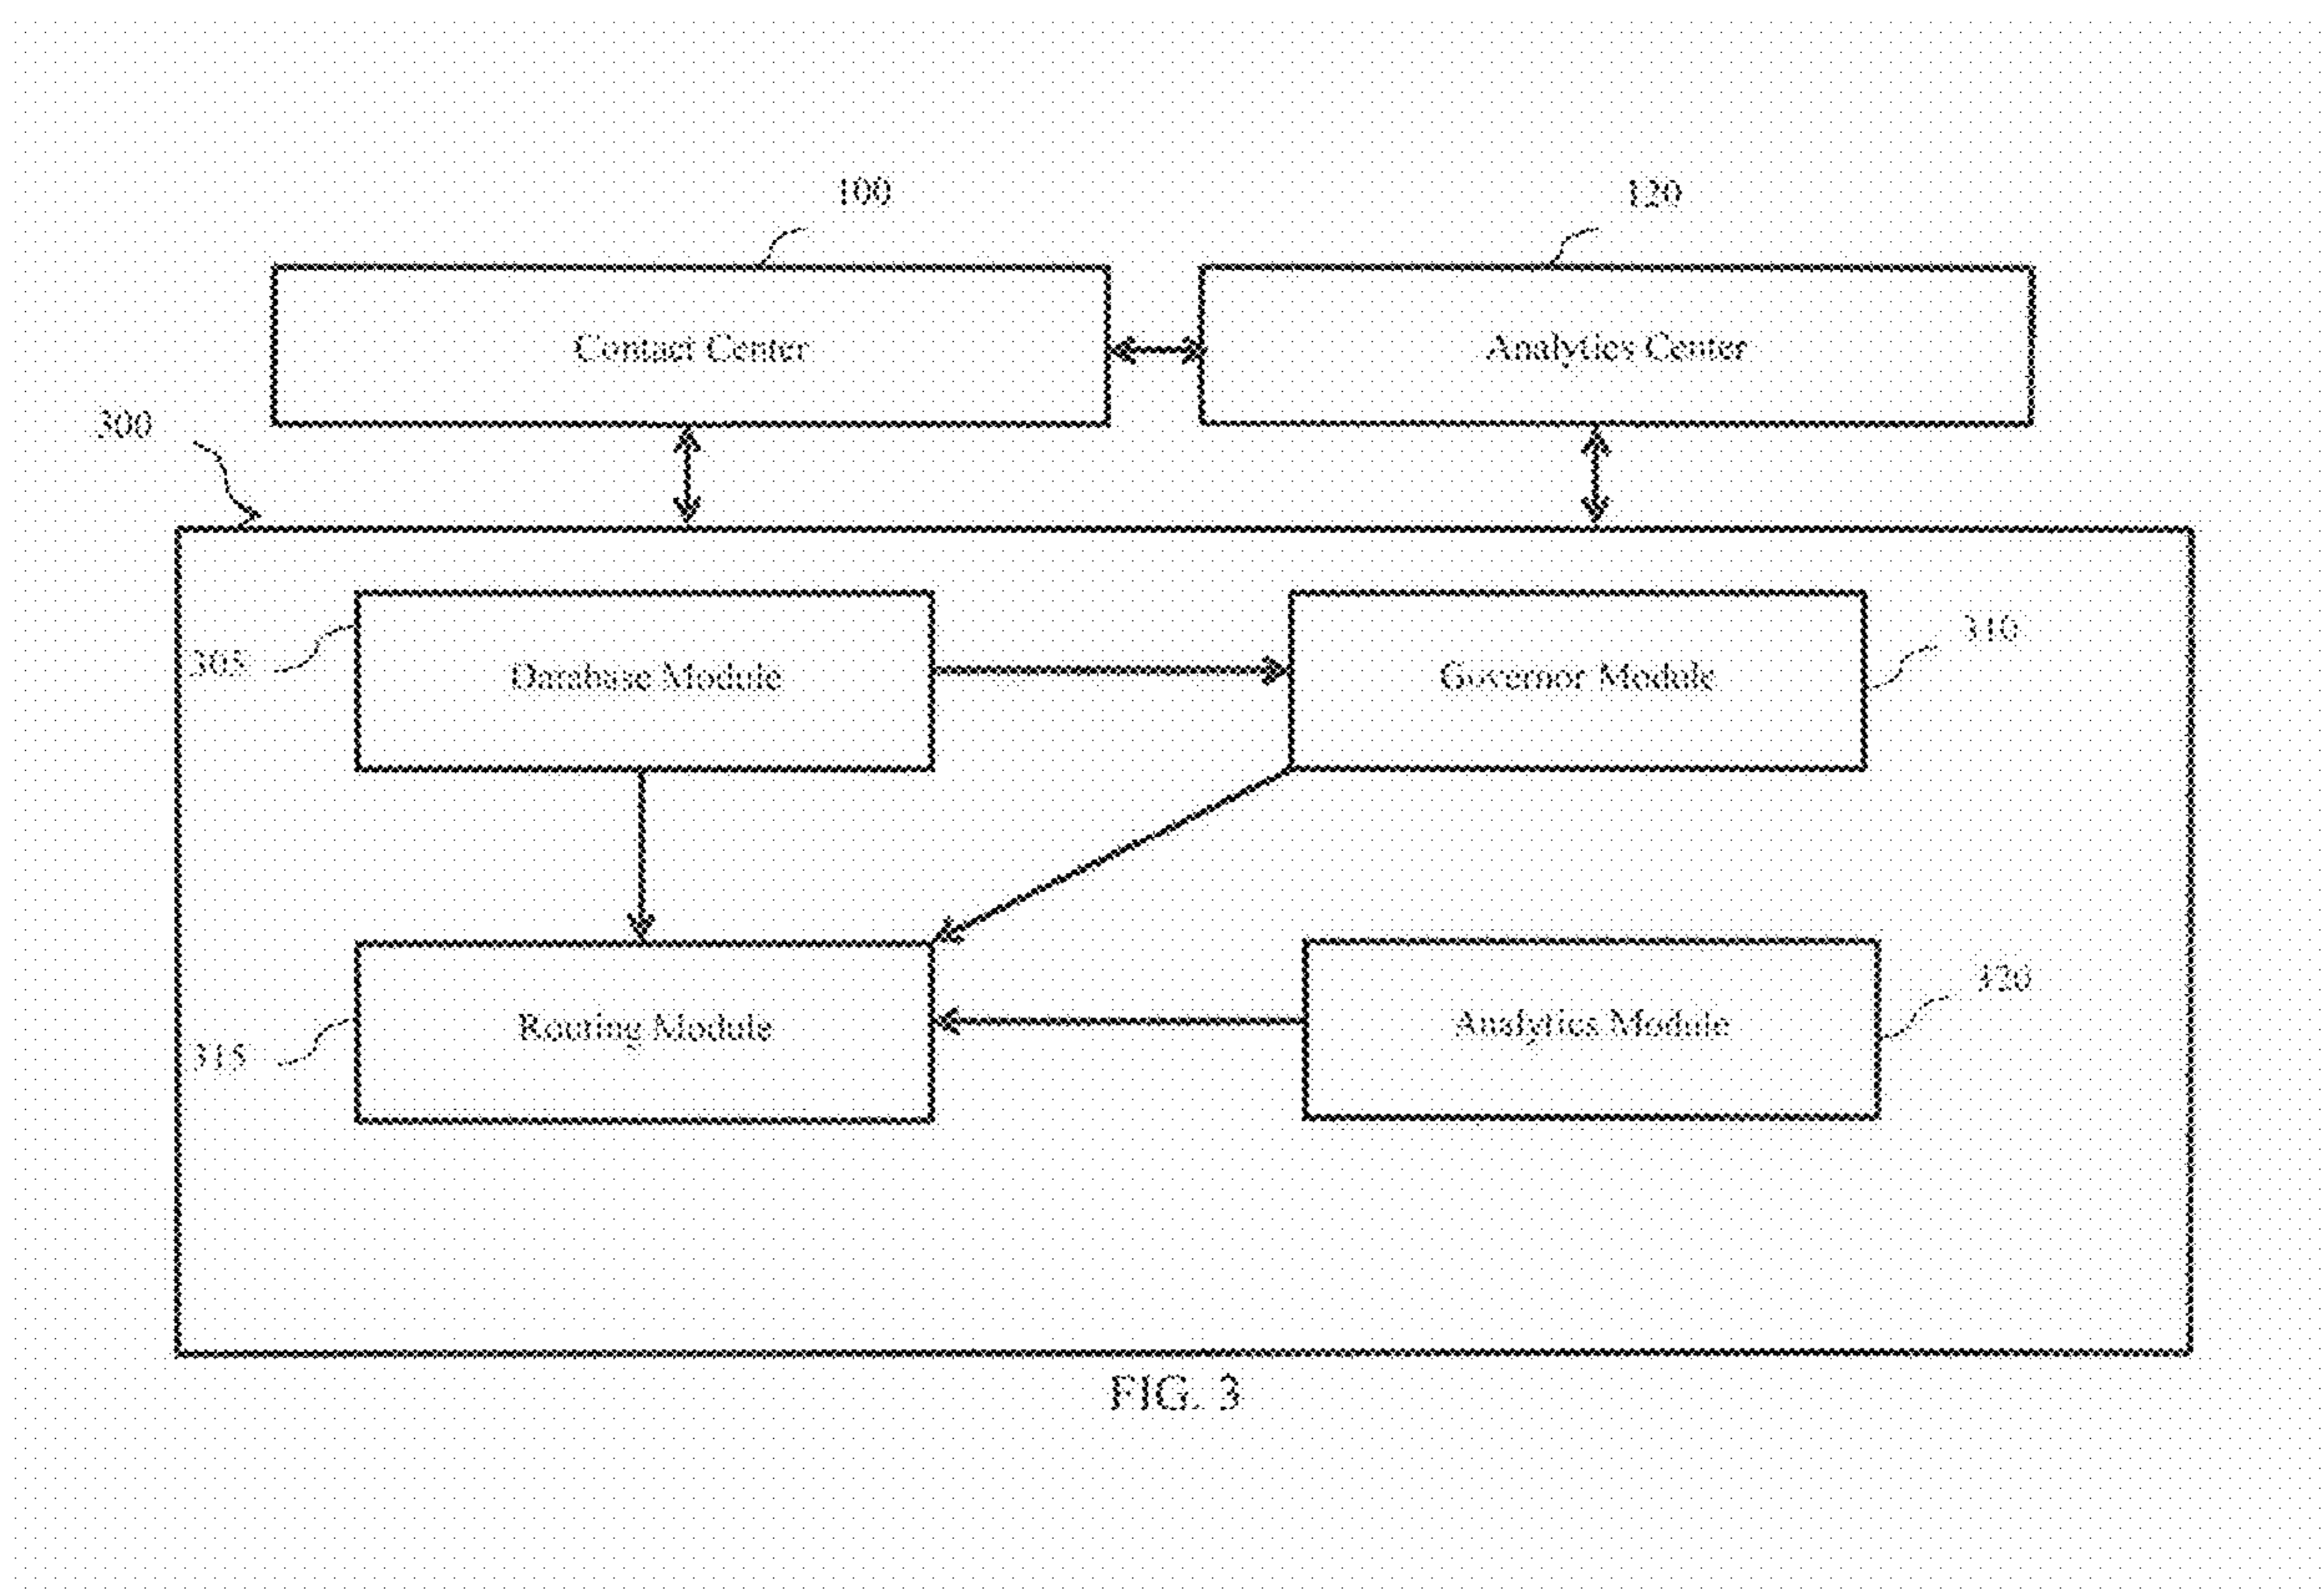 100
120
Contact Center
Analytics Center
300
Database Module
Governor Module
305
310
Routing Module
Analytics Module
315
FIG. 3